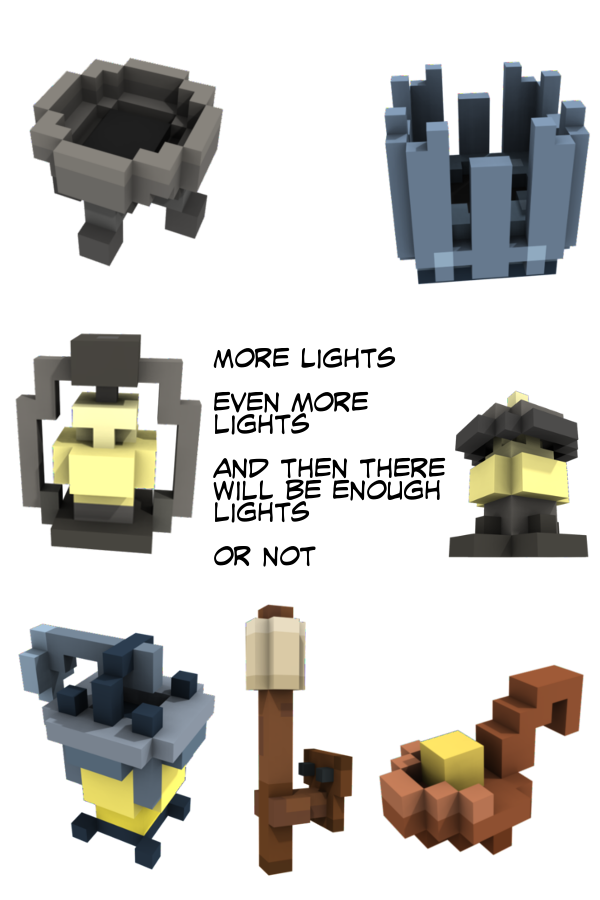 MORE LIGHTS
EVEN MORE
LIGHTS
AND THEN THERE
WILL BE ENOUGH
LIGHTS
OR NOT